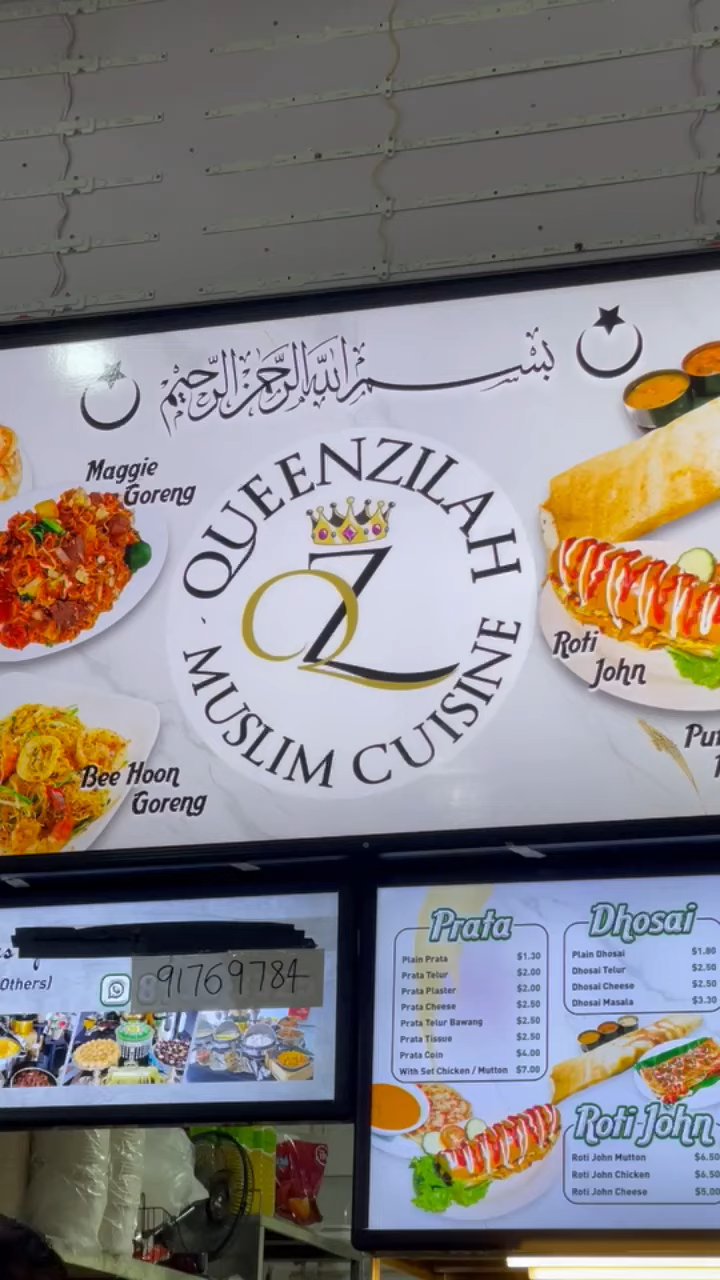 بسم الله الرحمن الرحيم
Maggie
Goreng
QUEENZILAH
QZ
MUSLIM CUISINE
Roti
John
Bee Hoon
Goreng
Others)
91769784
Prata
Plain Prata $1.30
Prata Telur $2.00
Prata Plaster $2.00
Prata Cheese $2.50
Prata Telur Bawang $2.50
Prata Tissue $2.50
Prata Coin $4.00
With Set Chicken / Mutton $7.00
Dhosai
Plain Dhosai $1.80
Dhosai Telur $2.50
Dhosai Cheese $2.50
Dhosai Masala $3.30
Roti John
Roti John Mutton $6.50
Roti John Chicken $6.50
Roti John Cheese $5.00